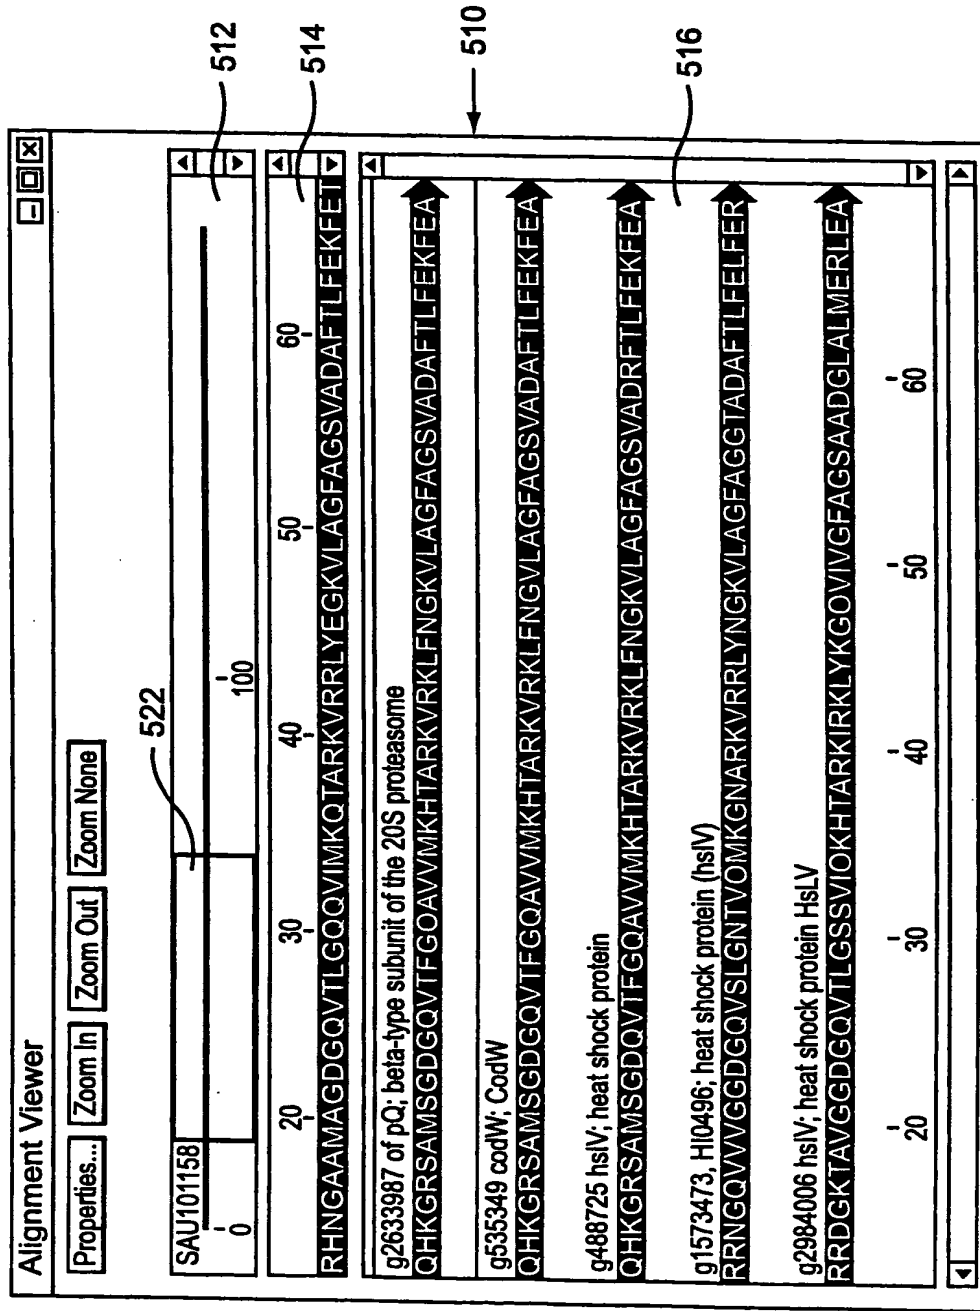 Alignment Viewer
Properties... Zoom In Zoom Out Zoom None
522
SAU101158
0 100
512
20 30 40 50 60
514
RHNGAAMAGDGQVTLGQQVIMKQTARKVRRLYEGKVLAGFAGSVADAFTLFEKFET
g2633987 of pQ; beta-type subunit of the 20S proteasome
QHKGRSAMSGDGQVTFGQAVVMKHTARKVRKLFNGKVLAGFAGSVADAFTLFEKFEA
510
g535349 codW; CodW
QHKGRSAMSGDGQVTFGQAVVMKHTARKVRKLFNGVLAGFAGSVADAFTLFEKFEA
g488725 hslV; heat shock protein
QHKGRSAMSGDQVTFGQAVVMKHTARKVRKLFNGKVLAGFAGSVADRFTLFEKFEA
516
g1573473, HI0496; heat shock protein (hslV)
RRNGQVVVGGDGQVSLGNTVOMKGNARKVRRLYNGKVLAGFAGGTADAFTLFELFER
g2984006 hslV; heat shock protein HsLV
RRDGKTAVGGDGQVTLGSSVIOKHTARKIRKLYKGOVIVGFAGSAADGLALMERLEA
20 30 40 50 60